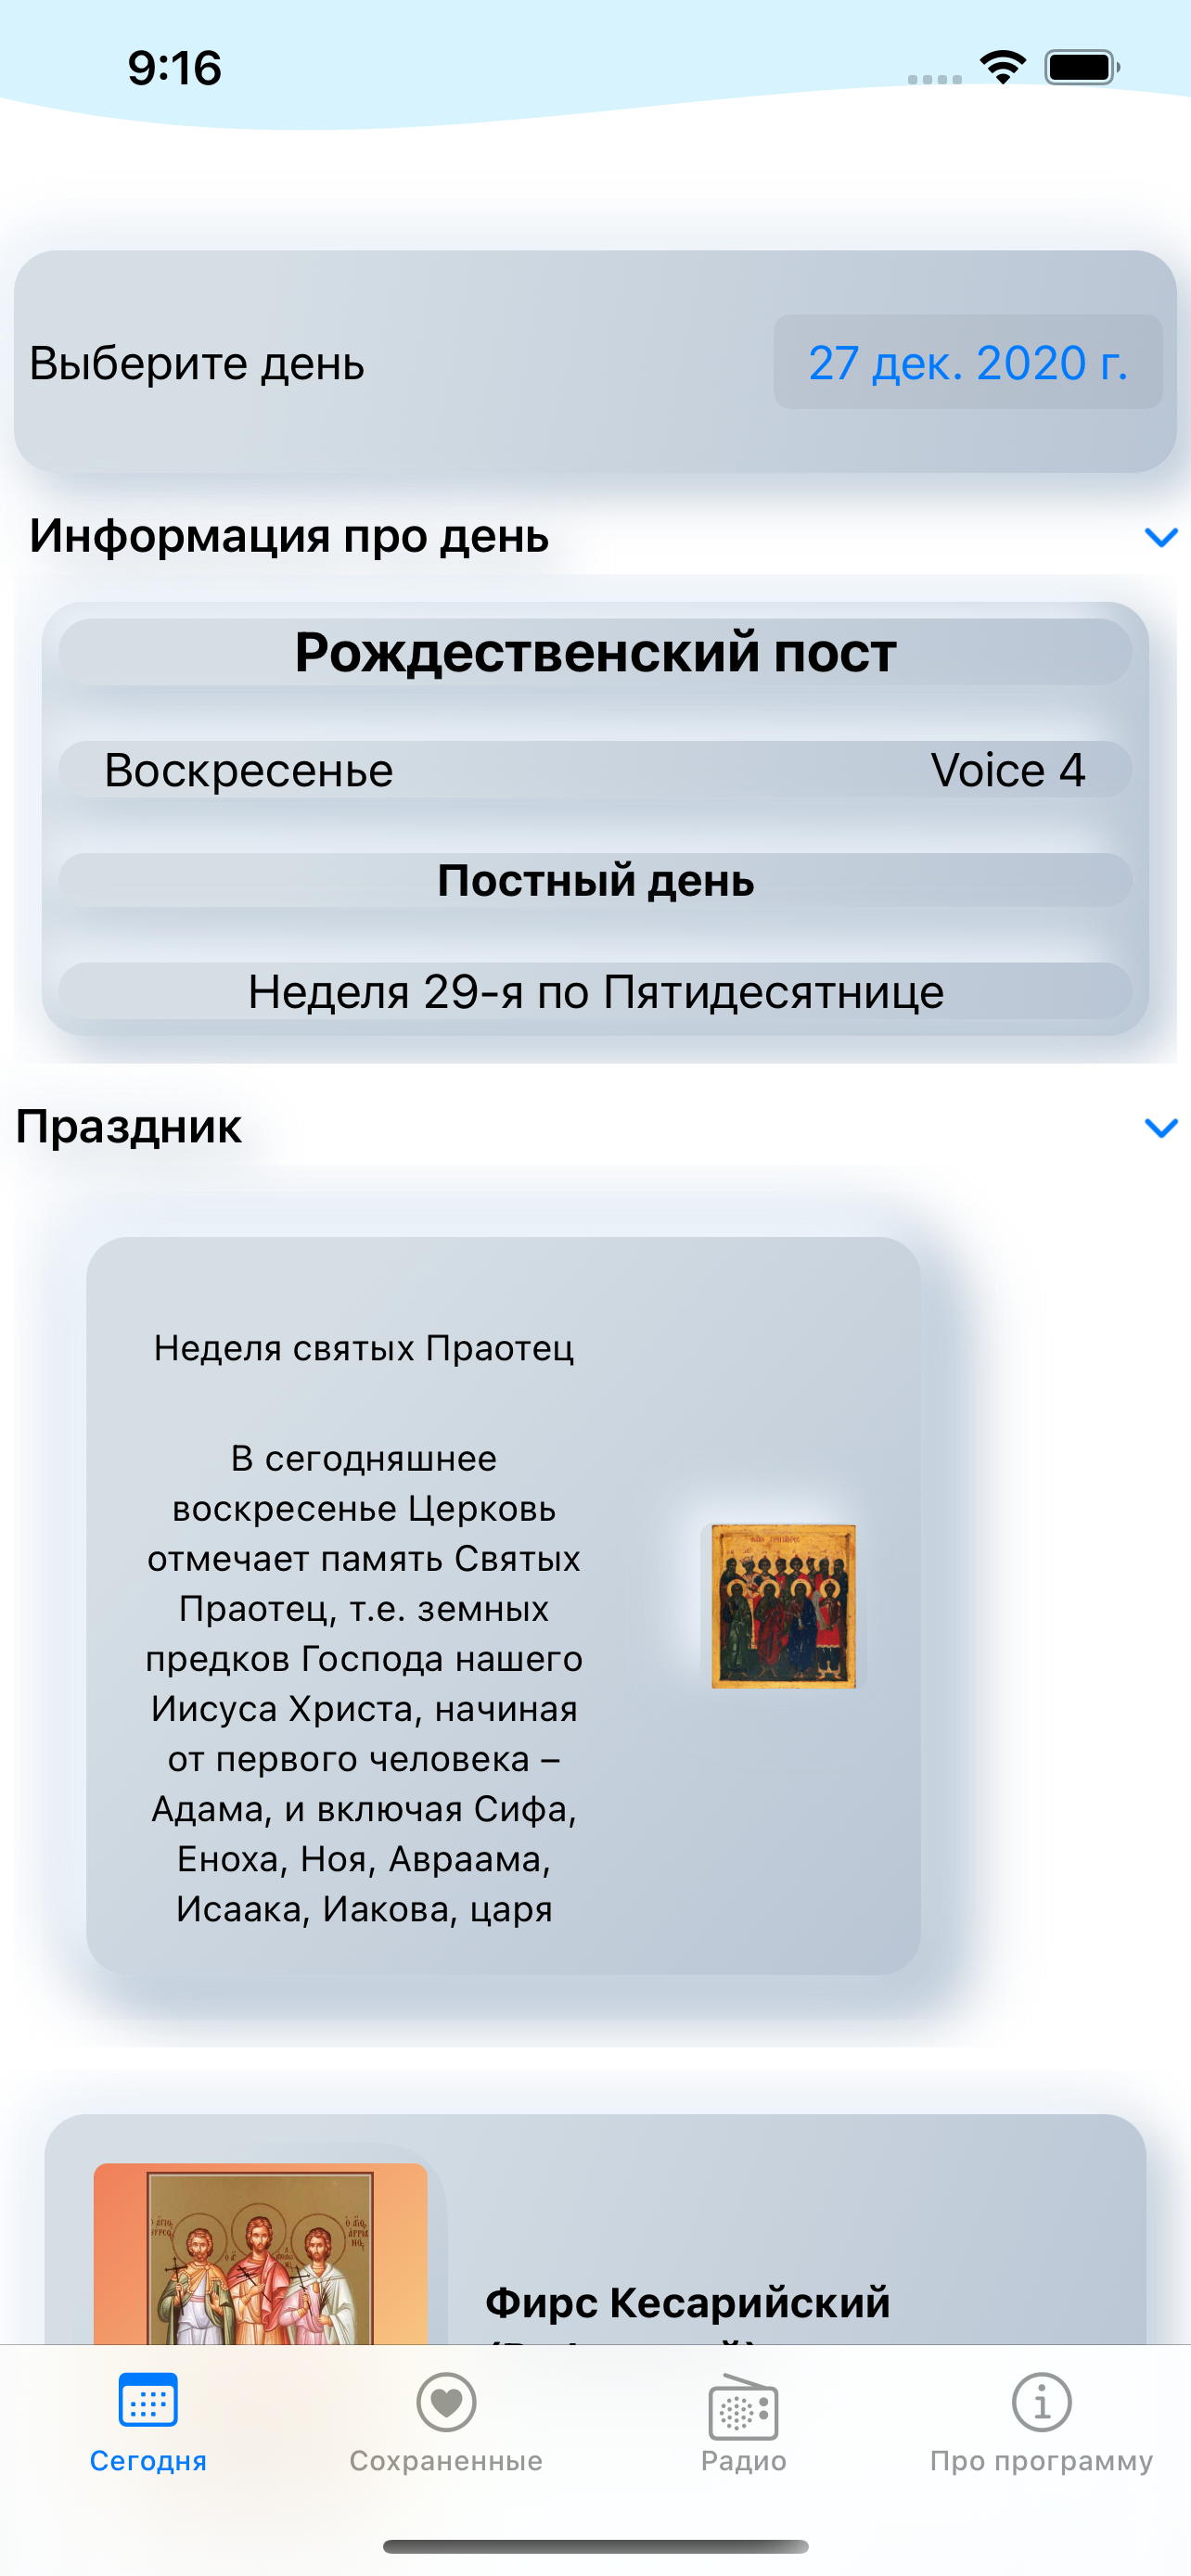 9:16
Выберите день
27 дек. 2020 г.
Информация про день
Рождественский пост
Воскресенье
Voice 4
Постный день
Неделя 29-я по Пятидесятнице
Праздник
Неделя святых Праотец
В сегодняшнее
воскресенье Церковь
отмечает память Святых
Праотец, т.е. земных
предков Господа нашего
Иисуса Христа, начиная
от первого человека –
Адама, и включая Сифа,
Еноха, Ноя, Авраама,
Исаака, Иакова, царя
Фирс Кесарийский
Сегодня
Сохраненные
Радио
Про программу